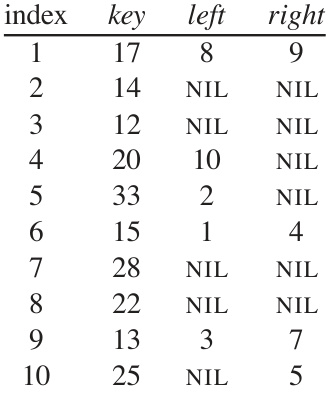 index key left right
1 17 8 9
2 14 NIL NIL
3 12 NIL NIL
4 20 10 NIL
5 33 2 NIL
6 15 1 4
7 28 NIL NIL
8 22 NIL NIL
9 13 3 7
10 25 NIL 5